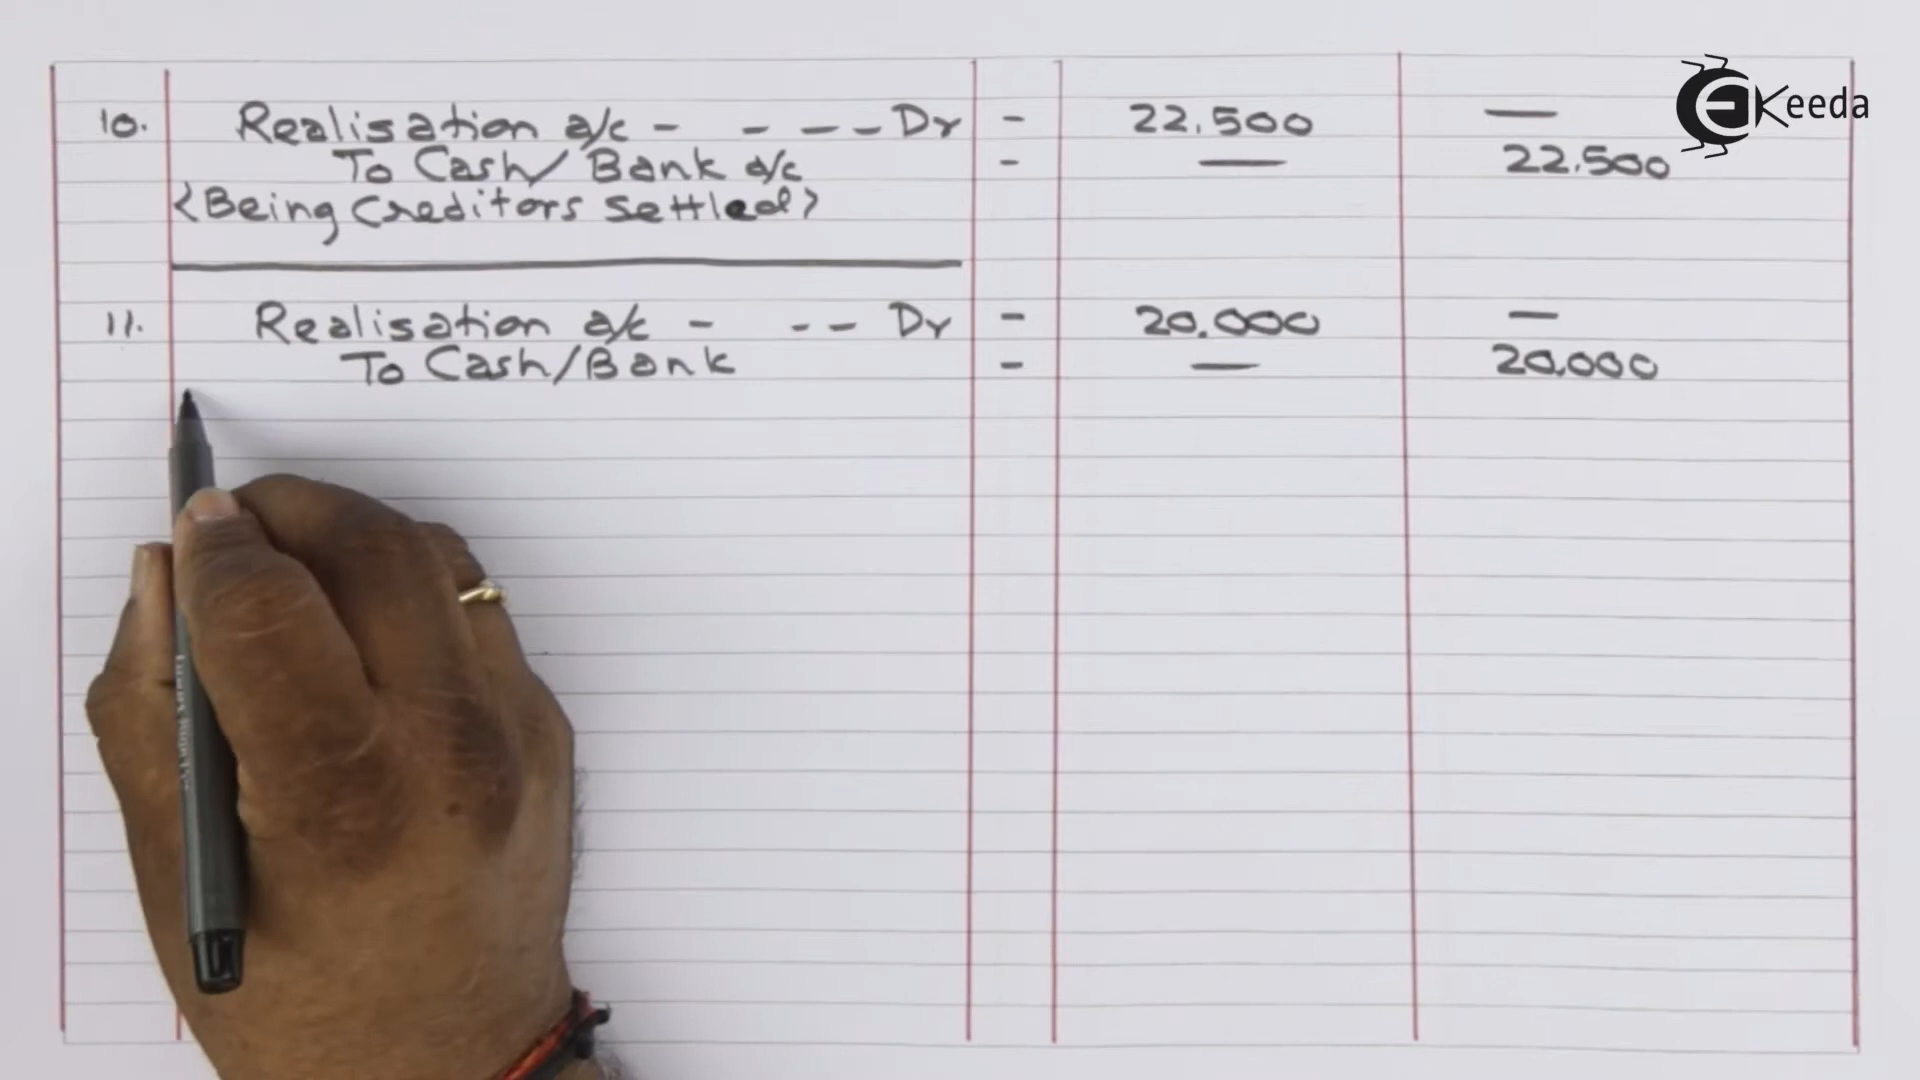 10. Realisation a/c - - - - Dr - 22.500 —
To Cash/ Bank a/c - — 22.500
<Being Creditors Settled>
11. Realisation a/c - - - Dr - 20.000 —
To Cash/Bank - — 20.000
EKeeda